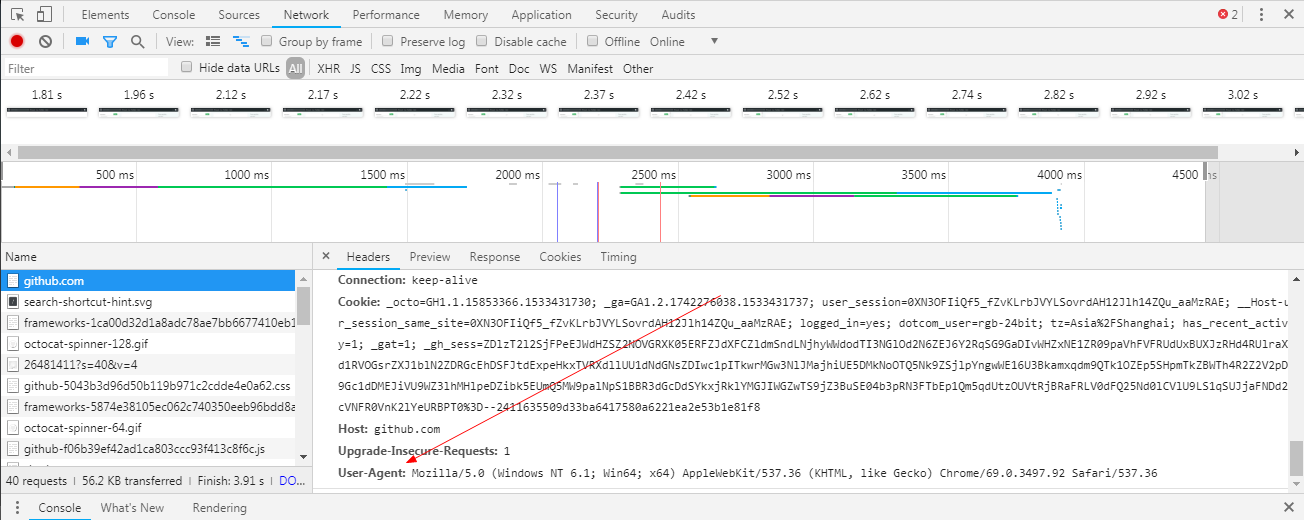 Elements Console Sources Network Performance Memory Application Security Audits 2
View: Group by frame Preserve log Disable cache Offline Online
Filter Hide data URLs All XHR JS CSS Img Media Font Doc WS Manifest Other
1.81 s 1.96 s 2.12 s 2.17 s 2.22 s 2.32 s 2.37 s 2.42 s 2.52 s 2.62 s 2.74 s 2.82 s 2.92 s 3.02 s
500 ms 1000 ms 1500 ms 2000 ms 2500 ms 3000 ms 3500 ms 4000 ms 4500 ms
Name
github.com
search-shortcut-hint.svg
frameworks-1ca00d32d1a8adc78ae7bb6677410eb1
octocat-spinner-128.gif
26481411?s=40&v=4
github-5043b3d96d50b119b971c2cdde4e0a62.css
frameworks-5874e38105ec062c740350eeb96bdd8a
octocat-spinner-64.gif
github-f06b39ef42ad1ca803ccc93f413c8f6c.js
40 requests | 56.2 KB transferred | Finish: 3.91 s | DO...
× Headers Preview Response Cookies Timing
Connection: keep-alive
Cookie: _octo=GH1.1.15853366.1533431730; _ga=GA1.2.1742276038.1533431737; user_session= __Host-
r_session_same_site= logged_in=yes; dotcom_user=rgb-24bit; tz=Asia%2FShanghai; has_recent_activ
y=1; _gat=1; _gh_sess=
Host: github.com
Upgrade-Insecure-Requests: 1
User-Agent: Mozilla/5.0 (Windows NT 6.1; Win64; x64) AppleWebKit/537.36 (KHTML, like Gecko) Chrome/69.0.3497.92 Safari/537.36
Console What's New Rendering